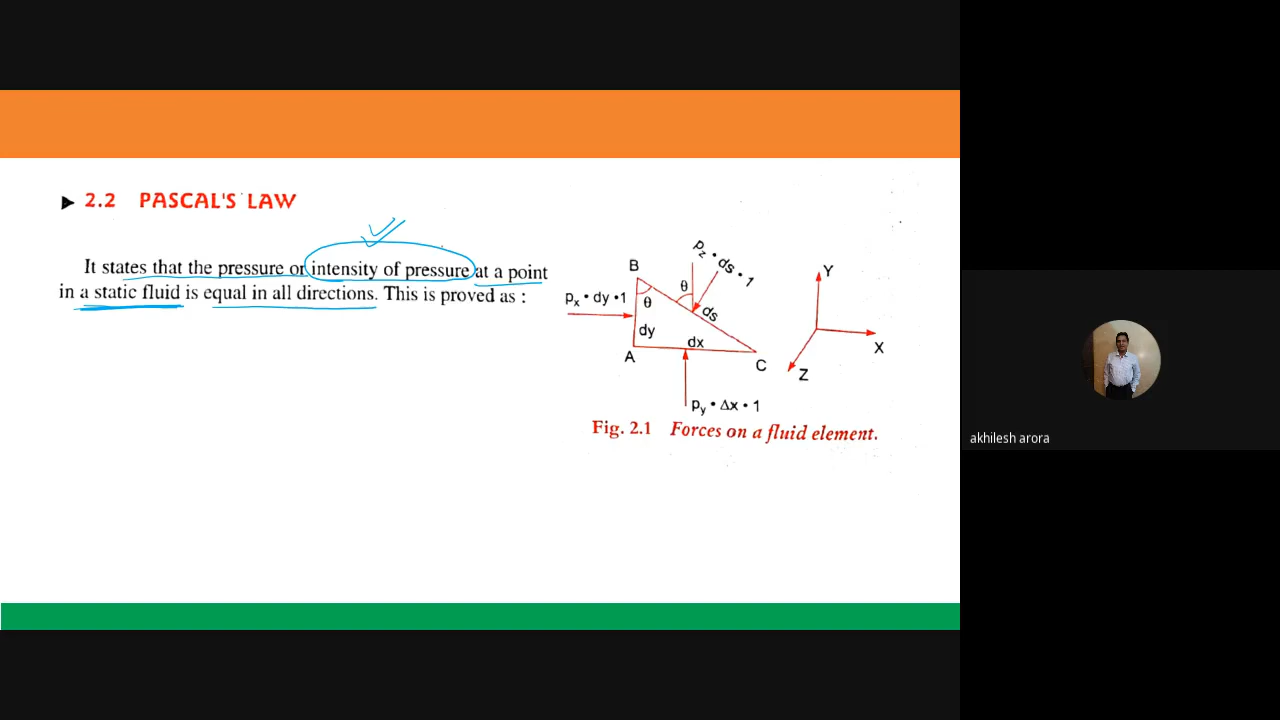 2.2 PASCAL'S LAW
It states that the pressure or intensity of pressure at a point
in a static fluid is equal in all directions. This is proved as :
B
θ
dy
A
dx
C
ds
θ
pz • ds • 1
px • dy •1
py • Δx • 1
Y
X
Z
Fig. 2.1 Forces on a fluid element.
akhilesh arora